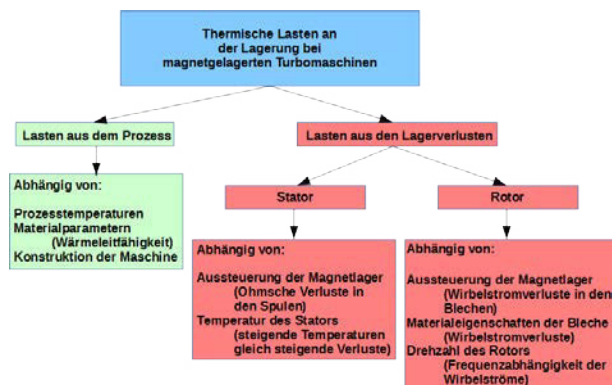 Thermische Lasten an
der Lagerung bei
magnetgelagerten Turbomaschinen
Lasten aus dem Prozess
Lasten aus den Lagerverlusten
Abhängig von:
Prozesstemperaturen
Materialparametern
(Wärmeleitfähigkeit)
Konstruktion der Maschine
Stator
Rotor
Abhängig von:
Aussteuerung der Magnetlager
(Ohmsche Verluste in
den Spulen)
Temperatur des Stators
(steigende Temperaturen
gleich steigende Verluste)
Abhängig von:
Aussteuerung der Magnetlager
(Wirbelstromverluste in den
Blechen)
Materialeigenschaften der Bleche
(Wirbelstromverluste)
Drehzahl des Rotors
(Frequenzabhängigkeit der
Wirbelströme)